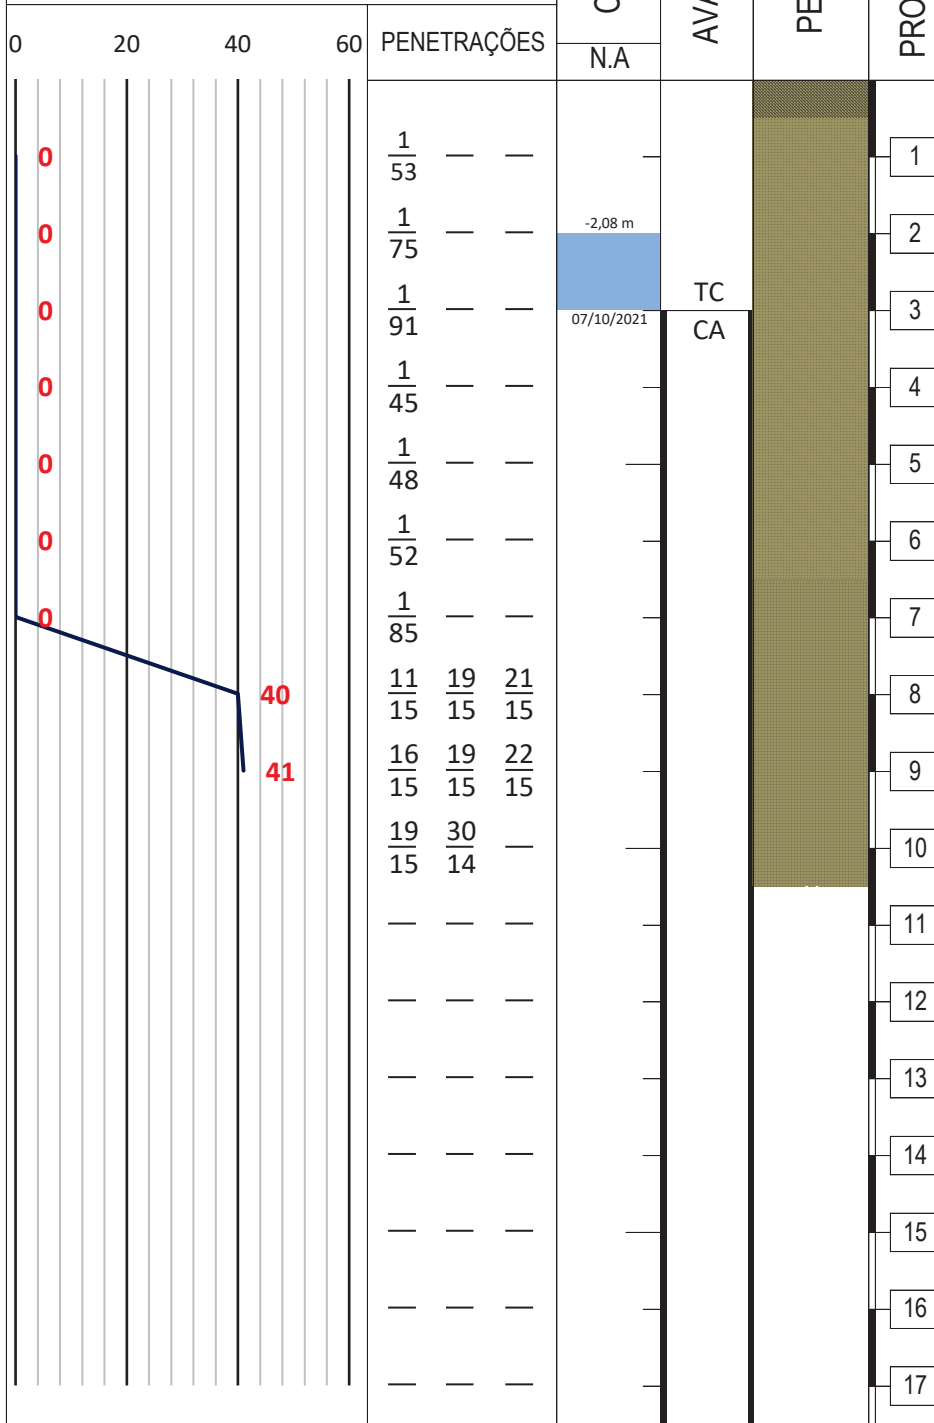 0 20 40 60 PENETRAÇÕES N.A AVA PE PRO
0 1/53 — — 1
0 1/75 — — -2,08 m 2
0 1/91 — — 07/10/2021 TC 3
CA
0 1/45 — — 4
0 1/48 — — 5
0 1/52 — — 6
0 1/85 — — 7
40 11/15 19/15 21/15 8
41 16/15 19/15 22/15 9
19/15 30/14 — 10
— — — 11
— — — 12
— — — 13
— — — 14
— — — 15
— — — 16
— — — 17